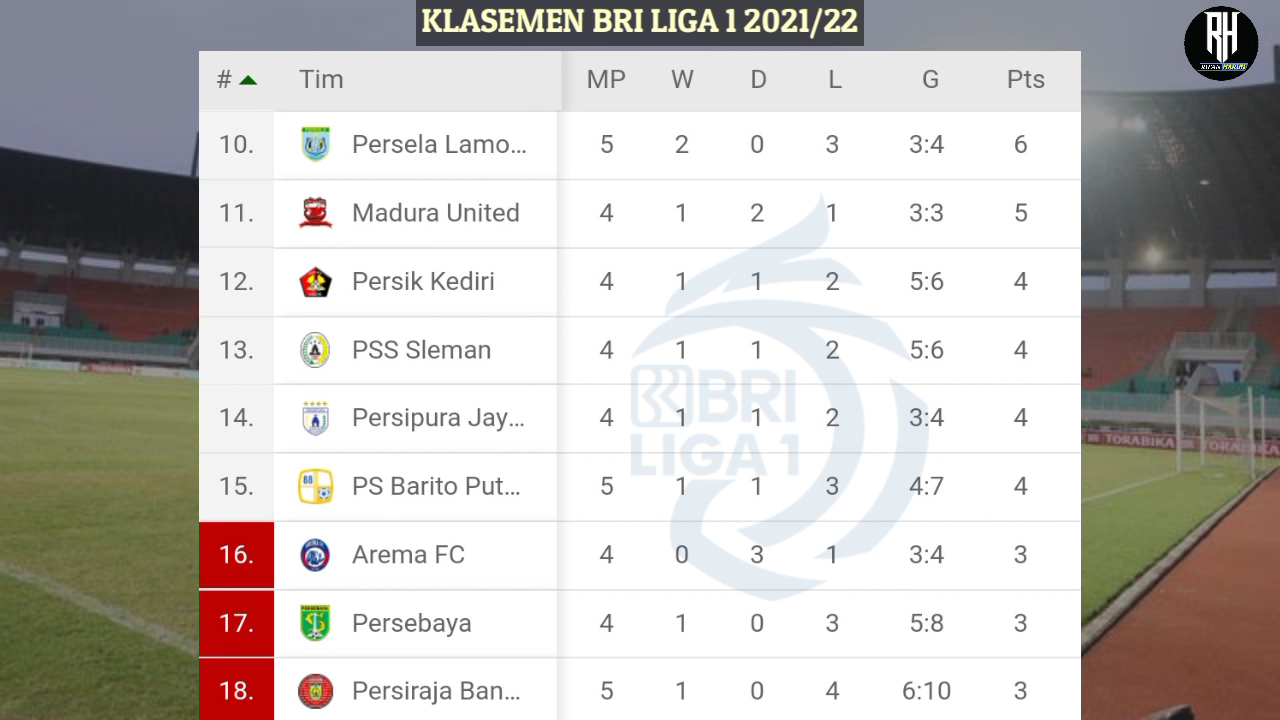 KLASEMEN BRI LIGA 1 2021/22
RH
# Tim MP W D L G Pts
10. Persela Lamo... 5 2 0 3 3:4 6
11. Madura United 4 1 2 1 3:3 5
12. Persik Kediri 4 1 1 2 5:6 4
13. PSS Sleman 4 1 1 2 5:6 4
14. Persipura Jay... 4 1 1 2 3:4 4
15. PS Barito Put... 5 1 1 3 4:7 4
16. Arema FC 4 0 3 1 3:4 3
17. Persebaya 4 1 0 3 5:8 3
18. Persiraja Ban... 5 1 0 4 6:10 3
BRI
LIGA 1
TORABIKA
PERSELA
88
PERSEBAYA